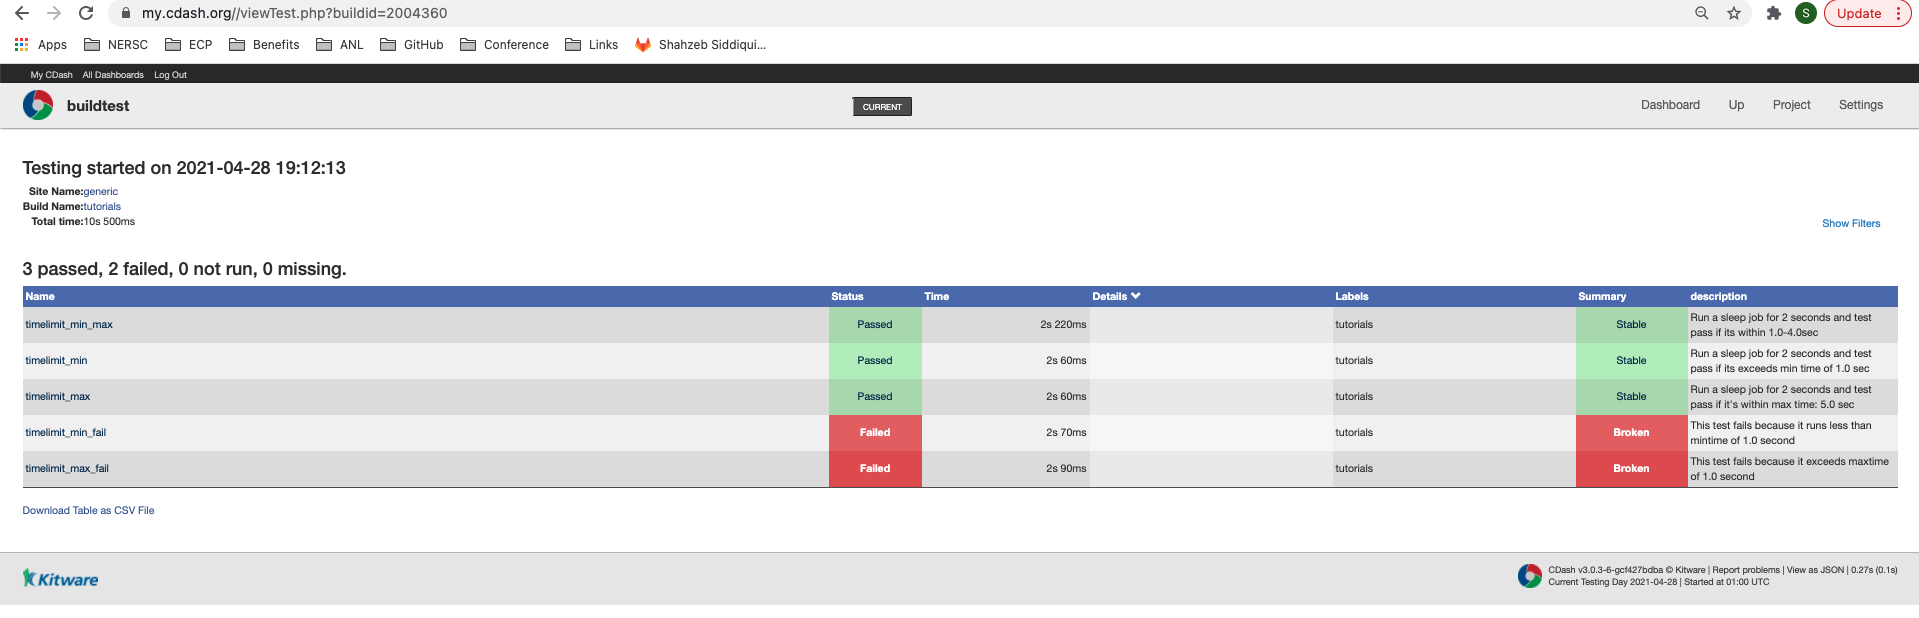 my.cdash.org//viewTest.php?buildid=2004360
S
Update
Apps NERSC ECP Benefits ANL GitHub Conference Links Shahzeb Siddiqui...
My CDash All Dashboards Log Out
buildtest CURRENT Dashboard Up Project Settings
Testing started on 2021-04-28 19:12:13
Site Name:generic
Build Name:tutorials
Total time:10s 500ms
Show Filters
3 passed, 2 failed, 0 not run, 0 missing.
Name Status Time Details Labels Summary description
timelimit_min_max Passed 2s 220ms tutorials Stable Run a sleep job for 2 seconds and test
pass if its within 1.0-4.0sec
timelimit_min Passed 2s 60ms tutorials Stable Run a sleep job for 2 seconds and test
pass if its exceeds min time of 1.0 sec
timelimit_max Passed 2s 60ms tutorials Stable Run a sleep job for 2 seconds and test
pass if it's within max time: 5.0 sec
timelimit_min_fail Failed 2s 70ms tutorials Broken This test fails because it runs less than
mintime of 1.0 second
timelimit_max_fail Failed 2s 90ms tutorials Broken This test fails because it exceeds maxtime
of 1.0 second
Download Table as CSV File
Kitware
CDash v3.0.3-6-gcf427bdba © Kitware | Report problems | View as JSON | 0.27s (0.1s)
Current Testing Day 2021-04-28 | Started at 01:00 UTC